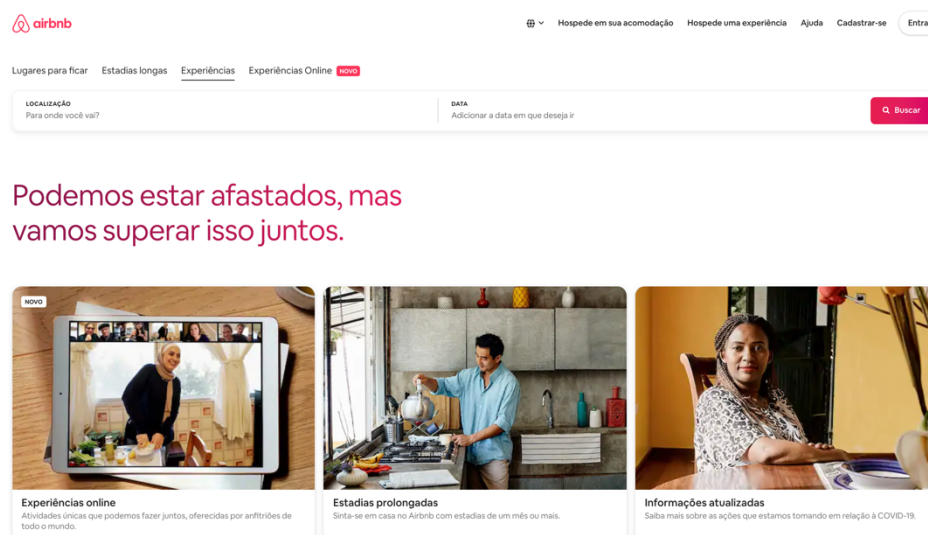 airbnb
Hospede em sua acomodação
Hospede uma experiência
Ajuda
Cadastrar-se
Entra
Lugares para ficar
Estadias longas
Experiências
Experiências Online NOVO
LOCALIZAÇÃO
Para onde você vai?
DATA
Adicionar a data em que deseja ir
Buscar
Podemos estar afastados, mas
vamos superar isso juntos.
NOVO
Experiências online
Atividades únicas que podemos fazer juntos, oferecidas por anfitriões de
todo o mundo.
Estadias prolongadas
Sinta-se em casa no Airbnb com estadias de um mês ou mais.
Informações atualizadas
Saiba mais sobre as ações que estamos tomando em relação à COVID-19.